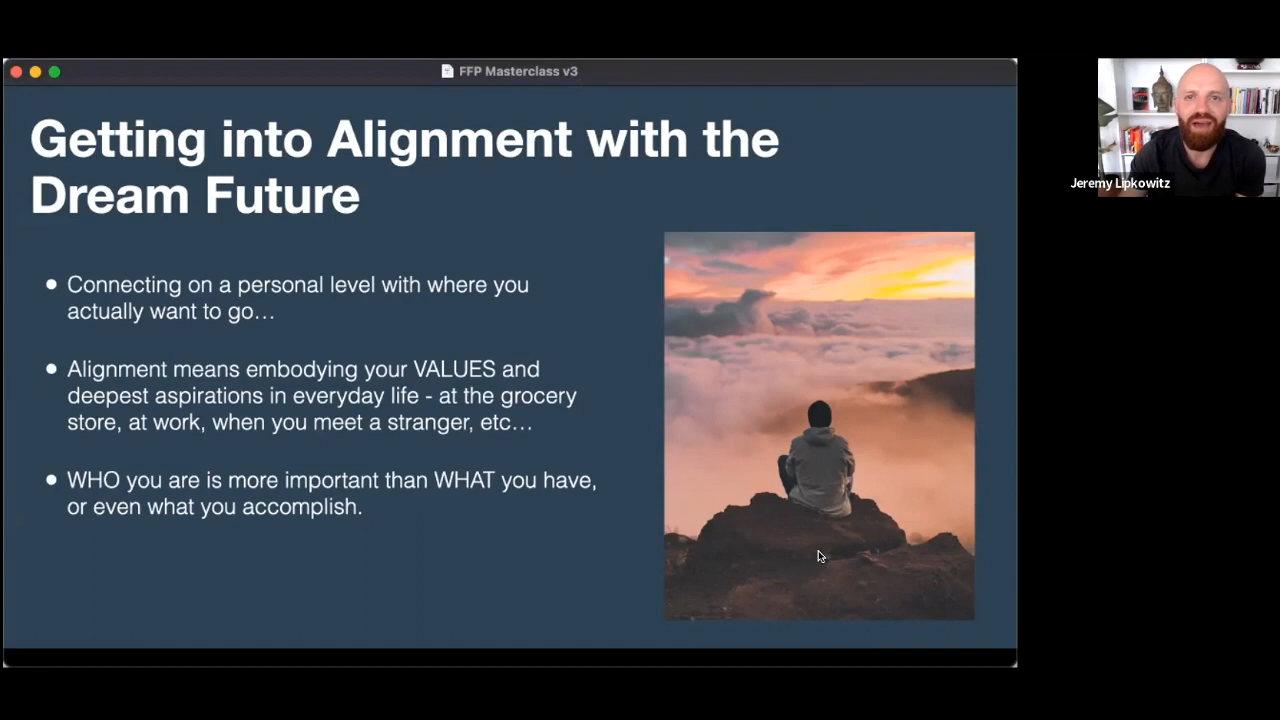 FFP Masterclass v3
Getting into Alignment with the
Dream Future
● Connecting on a personal level with where you
actually want to go…
● Alignment means embodying your VALUES and
deepest aspirations in everyday life - at the grocery
store, at work, when you meet a stranger, etc…
● WHO you are is more important than WHAT you have,
or even what you accomplish.
Jeremy Lipkowitz